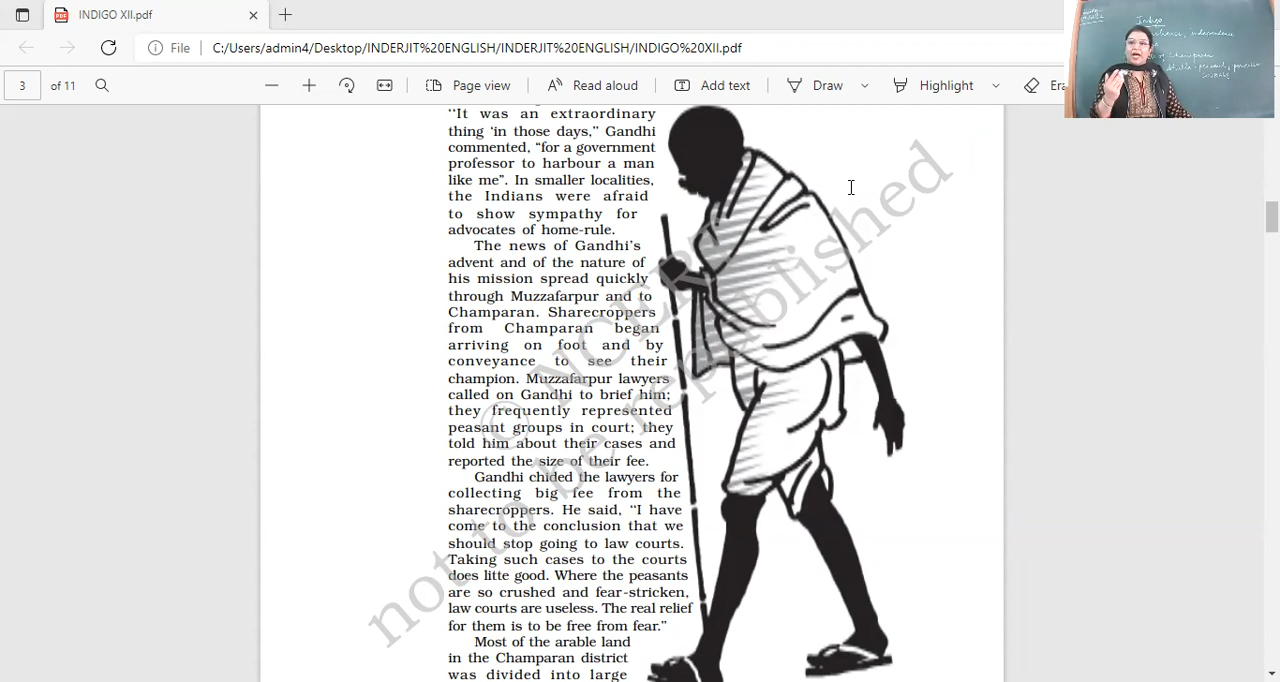 INDIGO XII.pdf
File
C:/Users/admin4/Desktop/INDERJIT%20ENGLISH/INDERJIT%20ENGLISH/INDIGO%20XII.pdf
3 of 11
Page view
Read aloud
Add text
Draw
Highlight
Era
"It was an extraordinary
thing 'in those days," Gandhi
commented, "for a government
professor to harbour a man
like me". In smaller localities,
the Indians were afraid
to show sympathy for
advocates of home-rule.
The news of Gandhi's
advent and of the nature of
his mission spread quickly
through Muzzafarpur and to
Champaran. Sharecroppers
from Champaran began
arriving on foot and by
conveyance to see their
champion. Muzzafarpur lawyers
called on Gandhi to brief him;
they frequently represented
peasant groups in court; they
told him about their cases and
reported the size of their fee.
Gandhi chided the lawyers for
collecting big fee from the
sharecroppers. He said, "I have
come to the conclusion that we
should stop going to law courts.
Taking such cases to the courts
does litte good. Where the peasants
are so crushed and fear-stricken,
law courts are useless. The real relief
for them is to be free from fear."
Most of the arable land
in the Champaran district
was divided into large
© NCERT
not to be republished
Indigo
independence